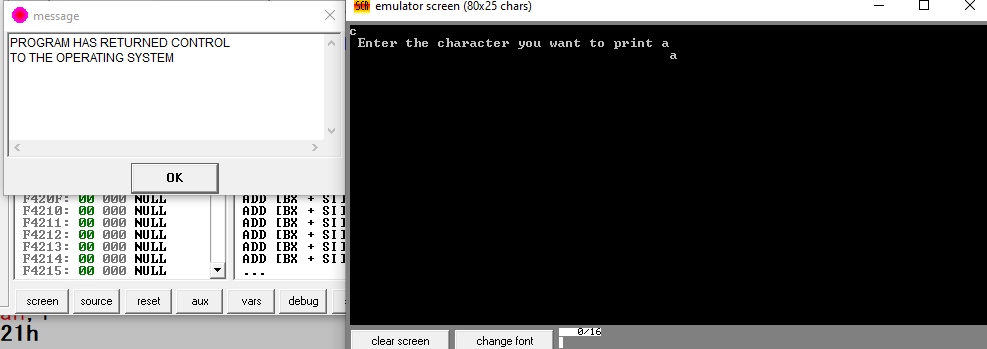 message
PROGRAM HAS RETURNED CONTROL
TO THE OPERATING SYSTEM
OK
F420F: 00 000 NULL ADD [BX + SI]
F4210: 00 000 NULL ADD [BX + SI]
F4211: 00 000 NULL ADD [BX + SI]
F4212: 00 000 NULL ADD [BX + SI]
F4213: 00 000 NULL ADD [BX + SI]
F4214: 00 000 NULL ADD [BX + SI]
F4215: 00 000 NULL ...
screen source reset aux vars debug
21h
SCR emulator screen (80x25 chars)
c
Enter the character you want to print a
a
clear screen change font 0/16